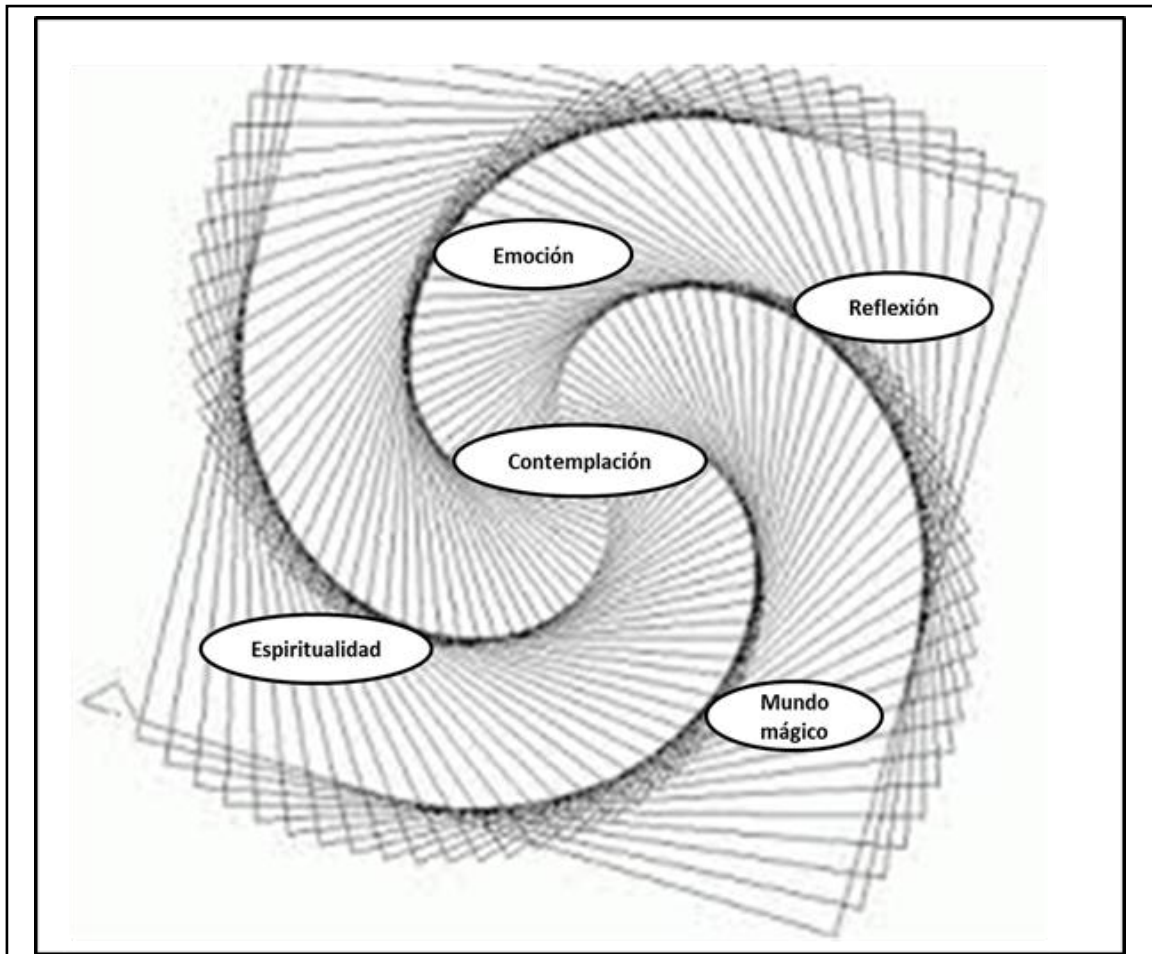 Emoción
Reflexión
Contemplación
Espiritualidad
Mundo
mágico